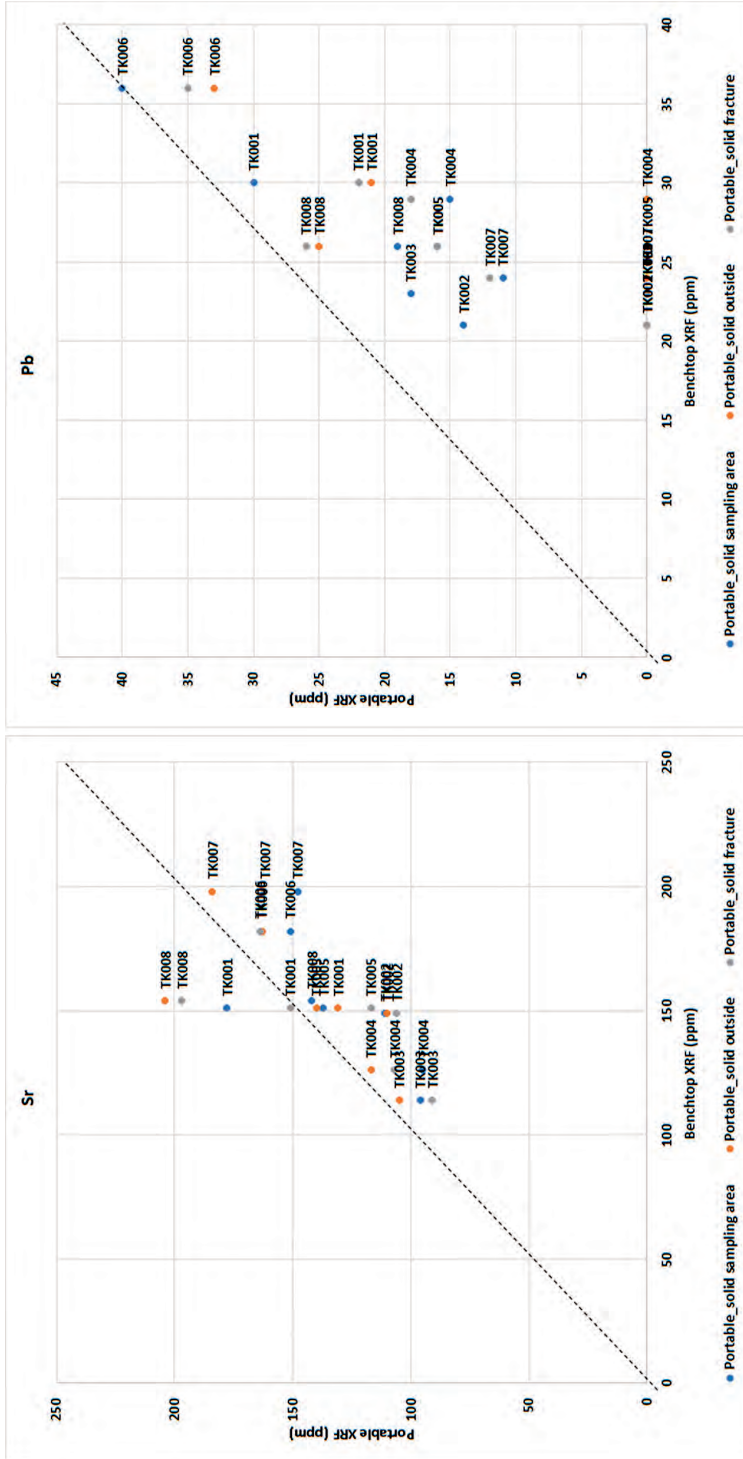 Sr
250
200
150
100
50
0
Portable XRF (ppm)
TK008
TK008
TK007
TK001
TK007
TK006
TK006
TK007
TK001
TK008
TK005
TK001
TK005
TK004
TK002
TK002
TK004
TK004
TK003
TK003
TK003
0
50
100
150
200
250
Benchtop XRF (ppm)
Portable_solid sampling area
Portable_solid outside
Portable_solid fracture
Pb
45
40
35
30
25
20
15
10
5
0
Portable XRF (ppm)
TK006
TK006
TK006
TK001
TK008
TK008
TK001
TK001
TK008
TK003
TK004
TK005
TK004
TK002
TK007
TK007
TK002
TK005
TK004
0
5
10
15
20
25
30
35
40
Benchtop XRF (ppm)
Portable_solid sampling area
Portable_solid outside
Portable_solid fracture